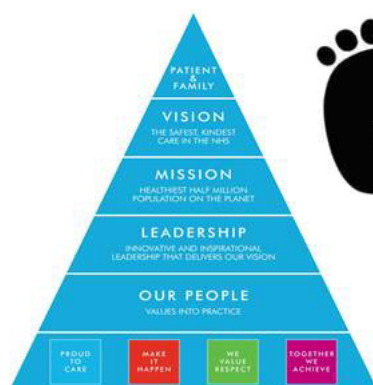 PATIENT
&
FAMILY
VISION
THE SAFEST, KINDEST
CARE IN THE NHS
MISSION
HEALTHIEST HALF MILLION
POPULATION ON THE PLANET
LEADERSHIP
INNOVATIVE AND INSPIRATIONAL
LEADERSHIP THAT DELIVERS OUR VISION
OUR PEOPLE
VALUES INTO PRACTICE
PROUD
TO
CARE
MAKE
IT
HAPPEN
WE
VALUE
RESPECT
TOGETHER
WE
ACHIEVE